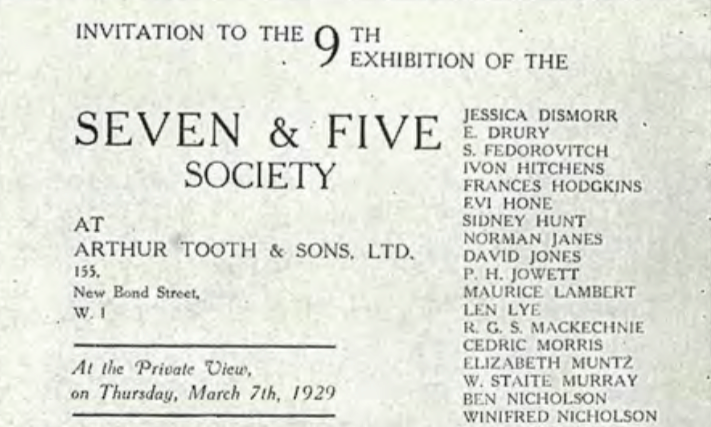 INVITATION TO THE 9TH
EXHIBITION OF THE
SEVEN & FIVE
SOCIETY
AT
ARTHUR TOOTH & SONS, LTD.
155,
New Bond Street,
W. 1
At the Private View,
on Thursday, March 7th, 1929
JESSICA DISMORR
E. DRURY
S. FEDOROVITCH
IVON HITCHENS
FRANCES HODGKINS
EVI HONE
SIDNEY HUNT
NORMAN JANES
DAVID JONES
P. H. JOWETT
MAURICE LAMBERT
LEN LYE
R. G. S. MACKECHNIE
CEDRIC MORRIS
ELIZABETH MUNTZ
W. STAITE MURRAY
BEN NICHOLSON
WINIFRED NICHOLSON